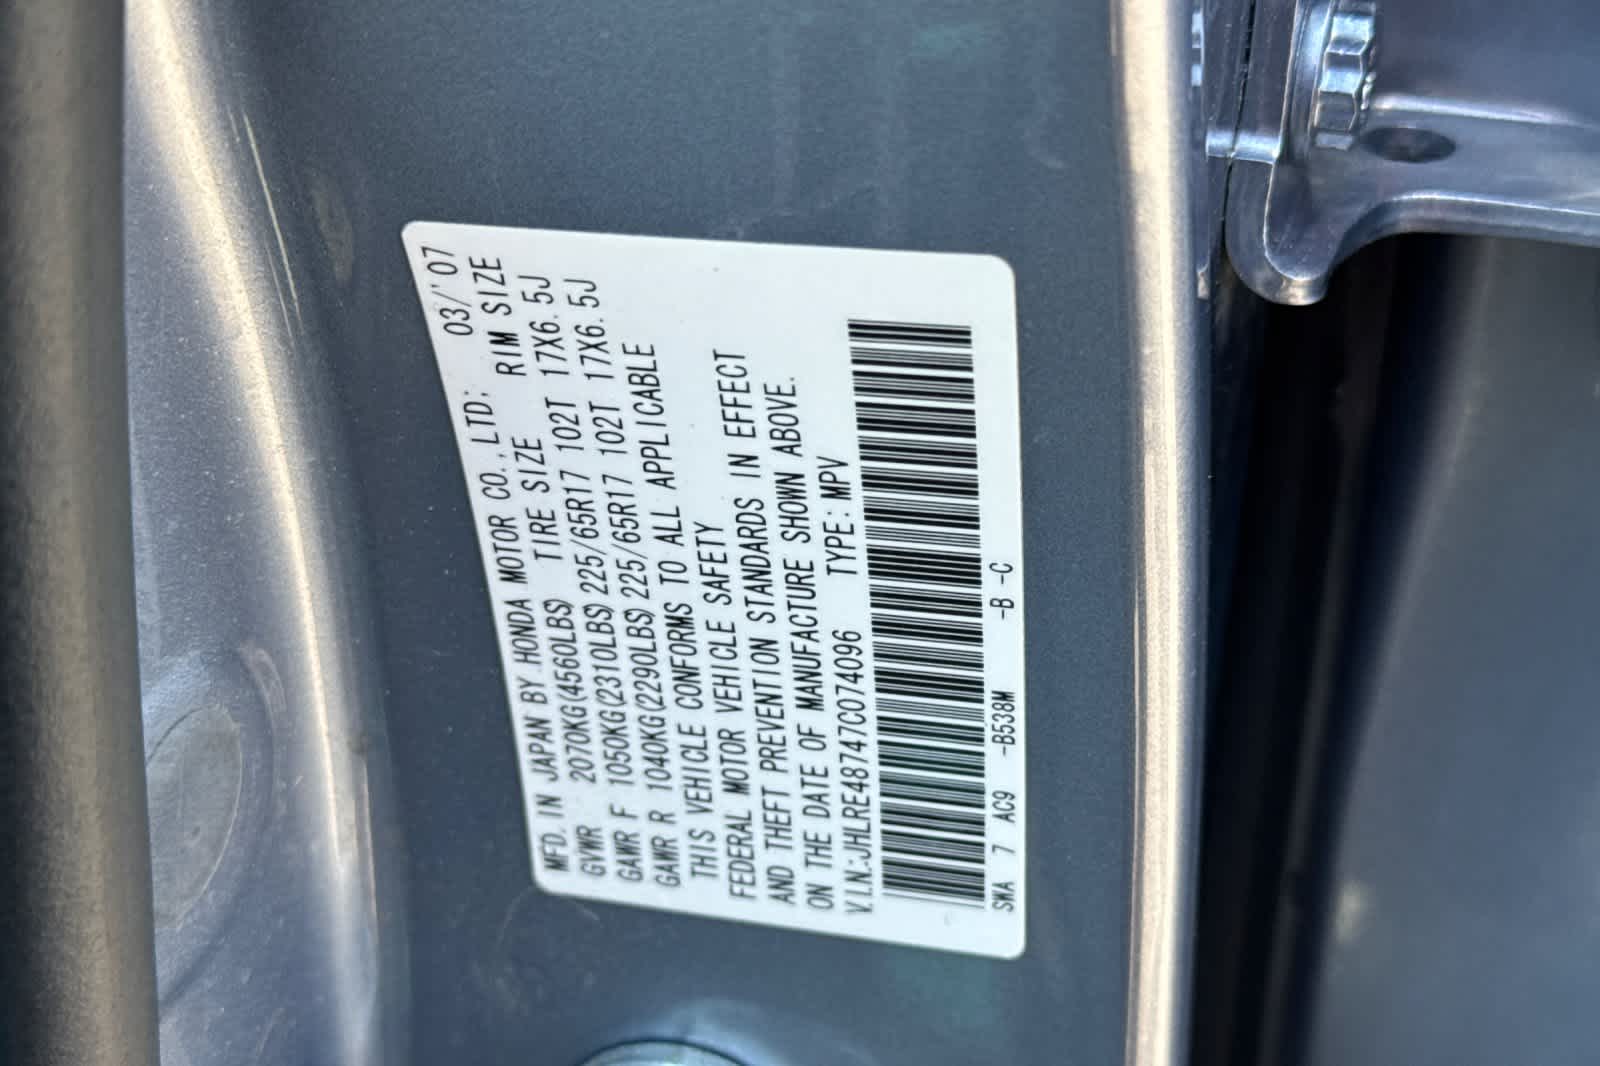 MFD. IN JAPAN BY HONDA MOTOR CO., LTD; 03/'07
GVWR 2070KG(4560LBS) TIRE SIZE RIM SIZE
GAWR F 1050KG(2310LBS) 225/65R17 102T 17X6.5J
GAWR R 1040KG(2290LBS) 225/65R17 102T 17X6.5J
THIS VEHICLE CONFORMS TO ALL APPLICABLE
FEDERAL MOTOR VEHICLE SAFETY
AND THEFT PREVENTION STANDARDS IN EFFECT
ON THE DATE OF MANUFACTURE SHOWN ABOVE.
V.I.N:JHLRE48747C074096 TYPE: MPV
SWA 7 AC9 -B538M -B -C